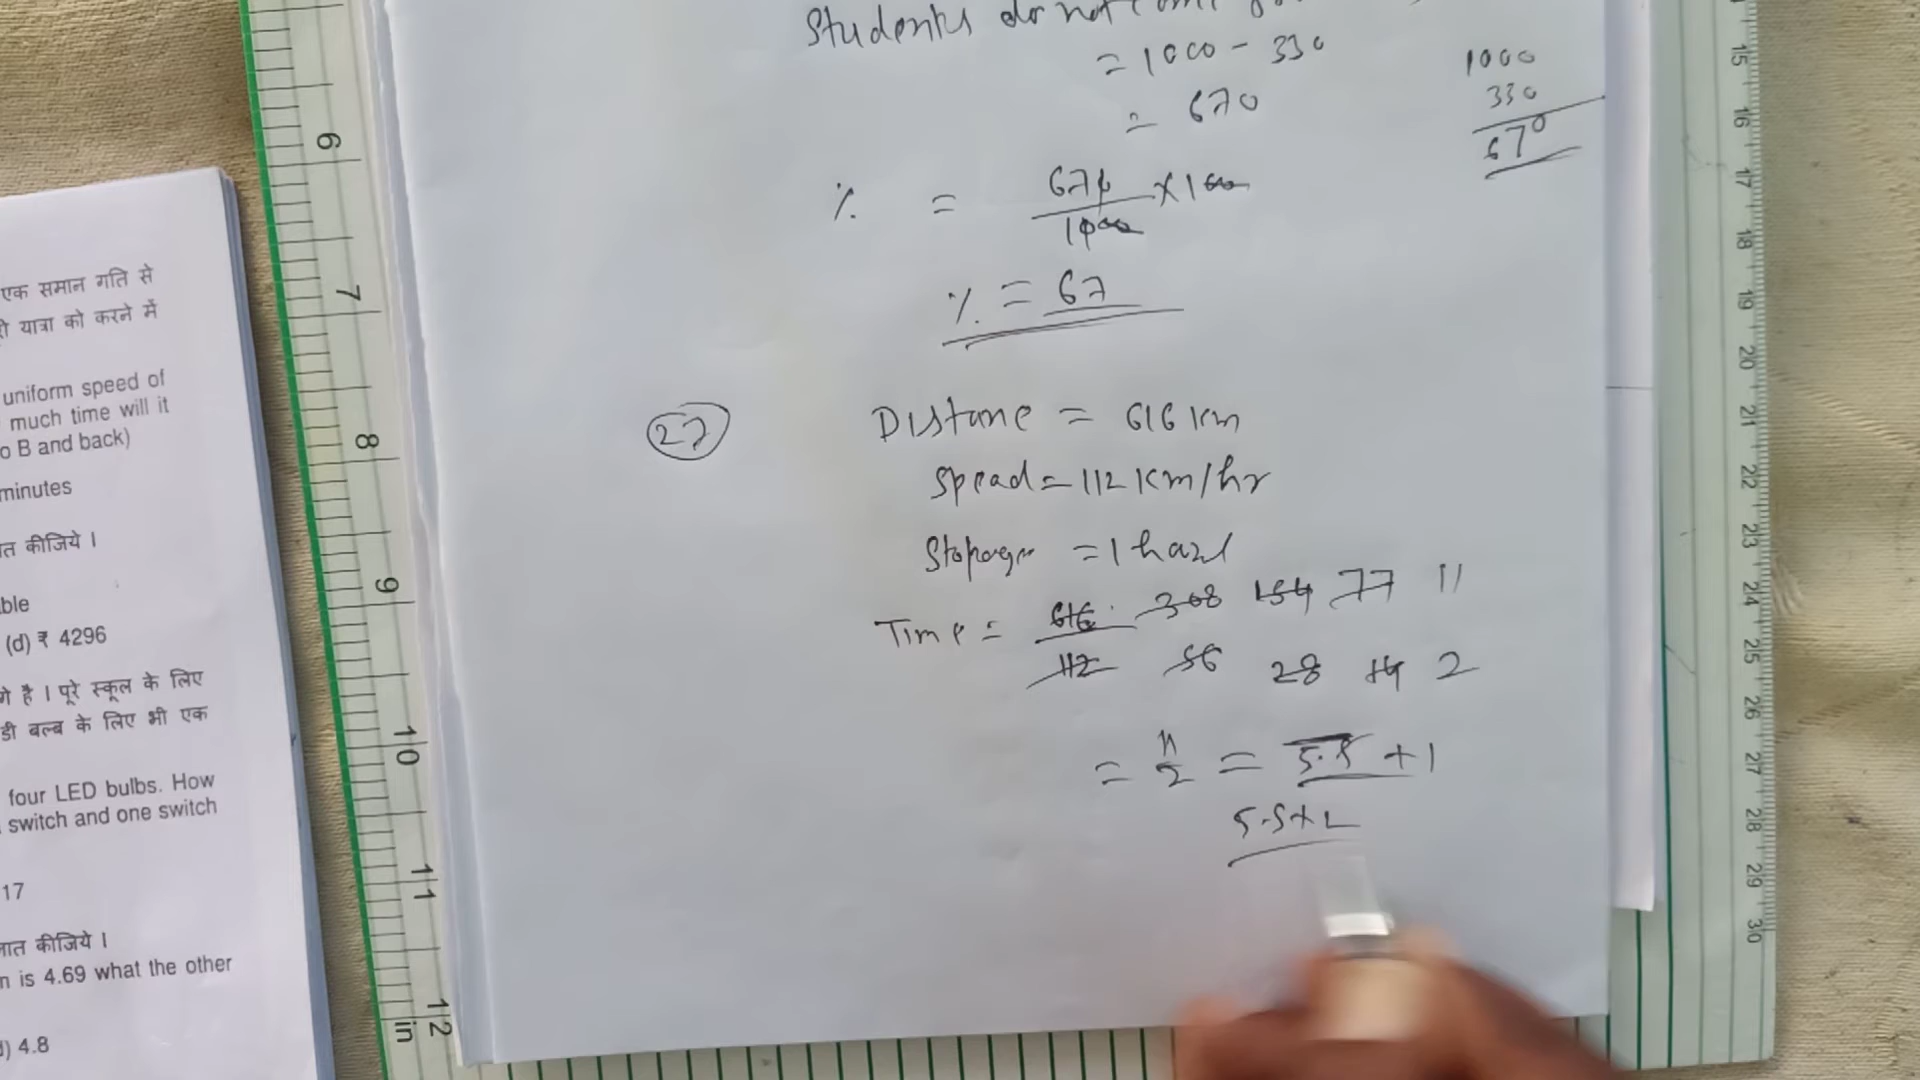 एक समान गति से
यात्रा को करने में
uniform speed of
much time will it
o B and back)
minutes
कीजिये ।
ble
(d) ₹ 4296
है । पूरे स्कूल के लिए
बल्ब के लिए भी एक
four LED bulbs. How
switch and one switch
17
कीजिये ।
is 4.69 what the other
) 4.8
6
7
8
9
10
11
12
in
Students do not
= 1000 - 330
= 670
1000
330
670
% = 670/1000 × 100
% = 67
27
Distane = 616 km
Spead = 112 Km/hr
= 1
Time = 616 308 154 77 11
112 56 28 14 2
= 11/2 = 5.5 + 1
5.5+1
15
16
17
18
19
20
21
22
23
24
25
26
27
28
29
30